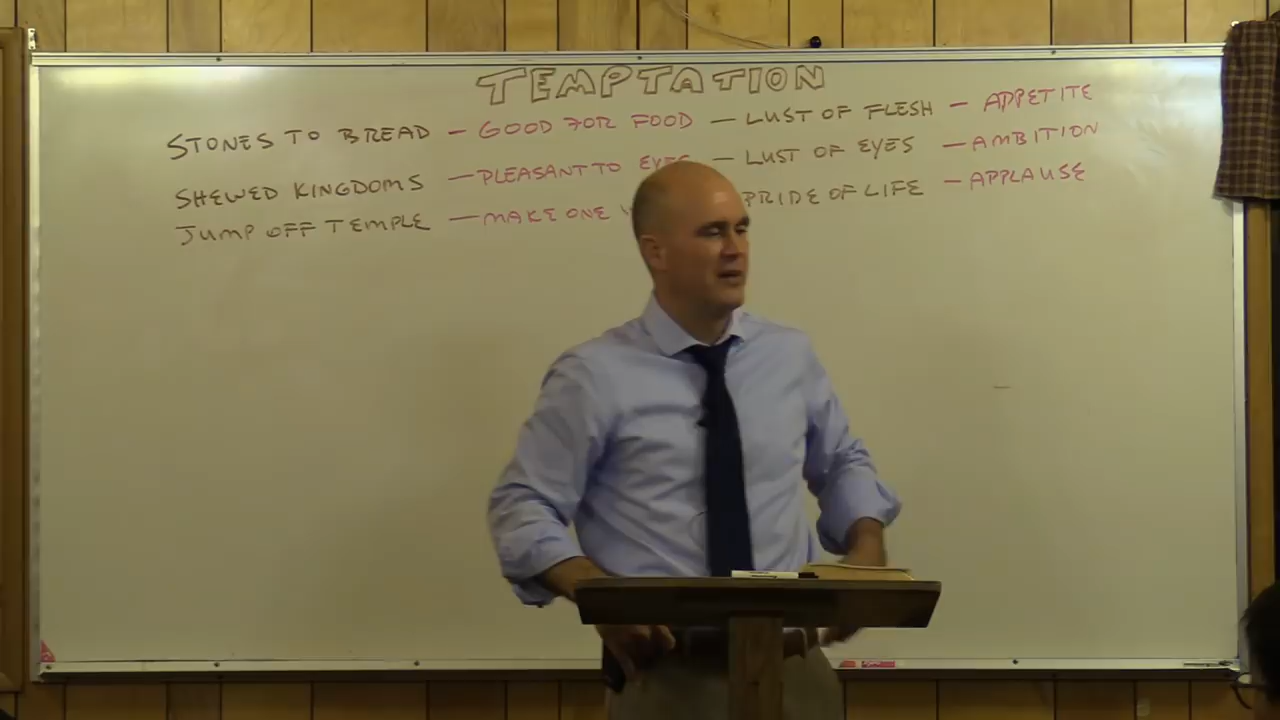 TEMPTATION
STONES TO BREAD - GOOD FOR FOOD - LUST OF FLESH - APPETITE
SHEWED KINGDOMS - PLEASANT TO EYES - LUST OF EYES - AMBITION
JUMP OFF TEMPLE - MAKE ONE PRIDE OF LIFE - APPLAUSE